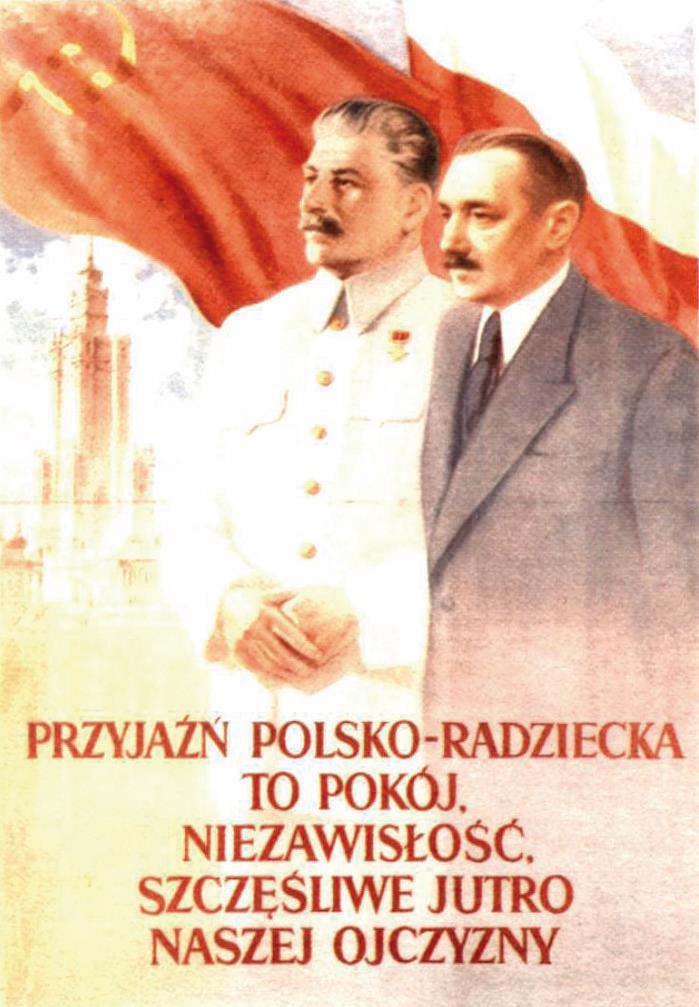 PRZYJAŹŃ POLSKO-RADZIECKA
TO POKÓJ,
NIEZAWISŁOŚĆ,
SZCZĘŚLIWE JUTRO
NASZEJ OJCZYZNY